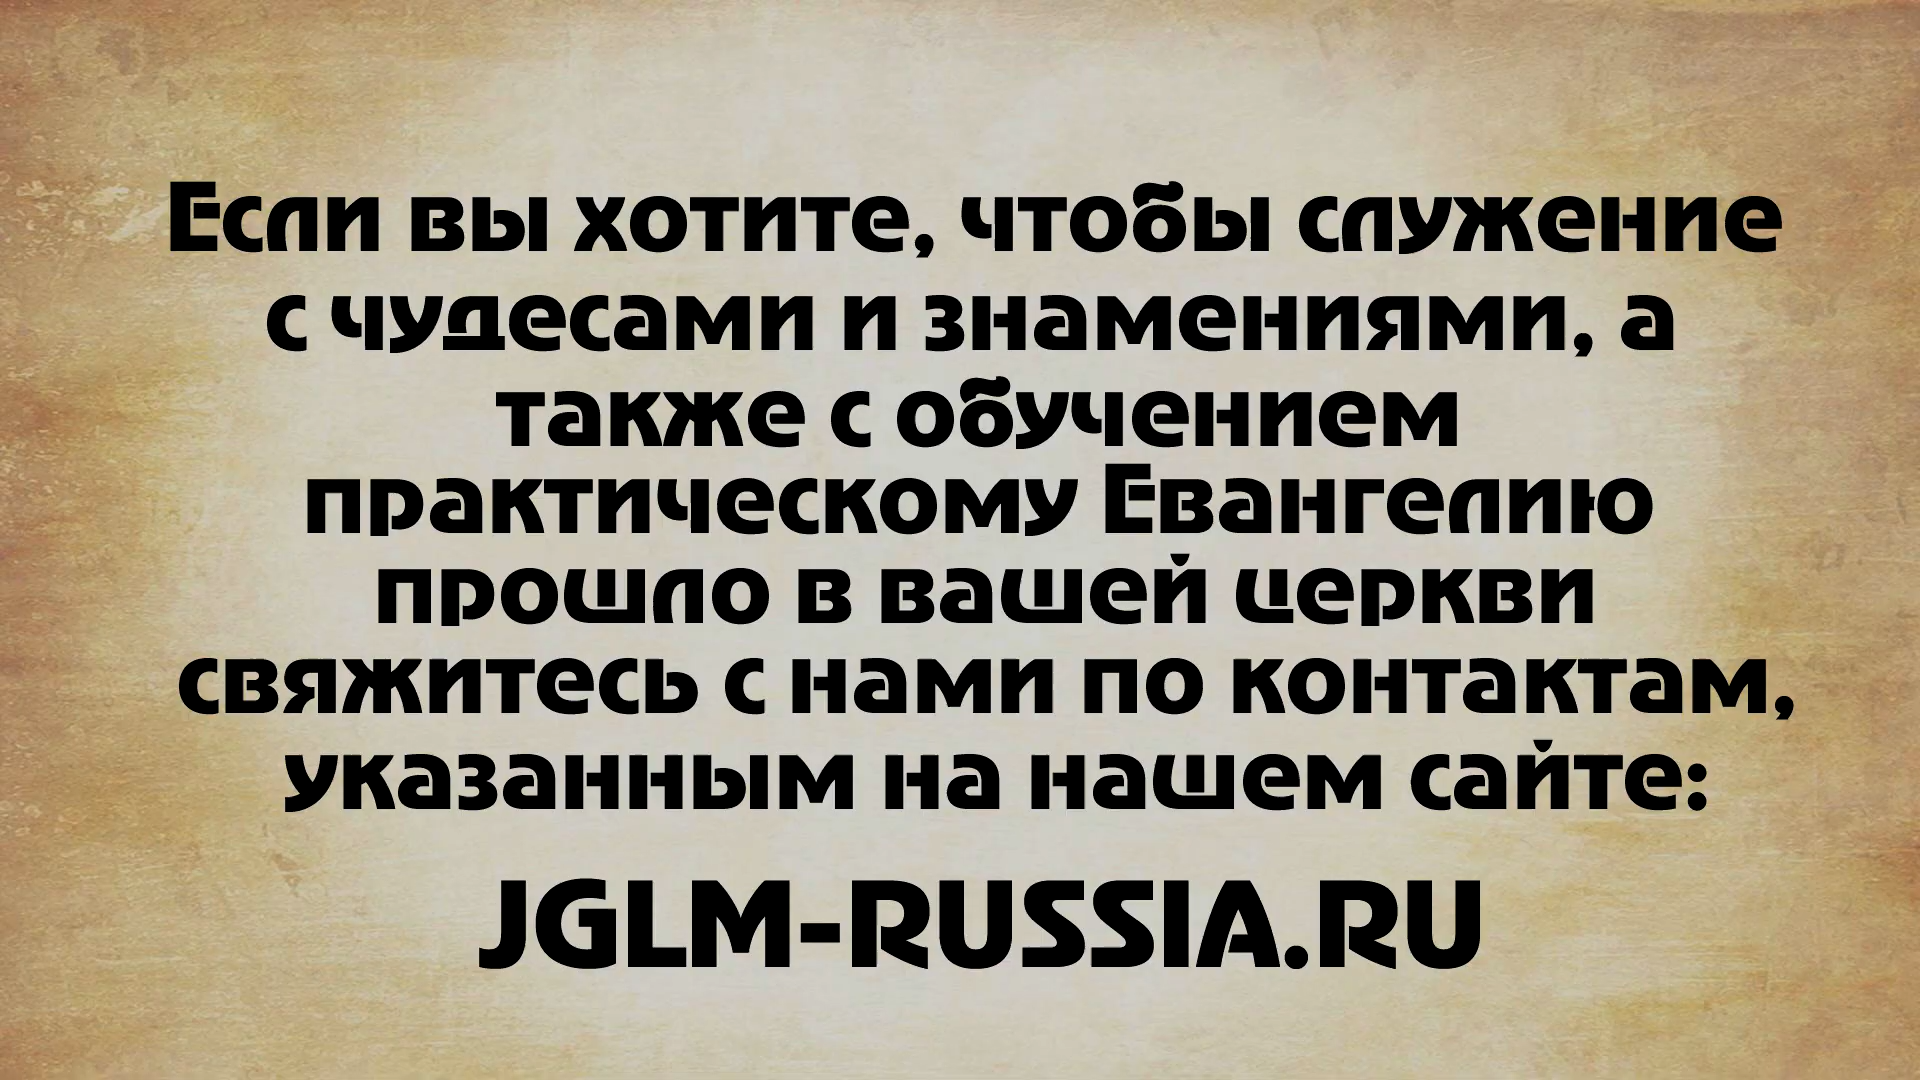 Если вы хотите, чтобы служение
с чудесами и знамениями, а
также с обучением
практическому Евангелию
прошло в вашей церкви
свяжитесь с нами по контактам,
указанным на нашем сайте:
JGLM-RUSSIA.RU